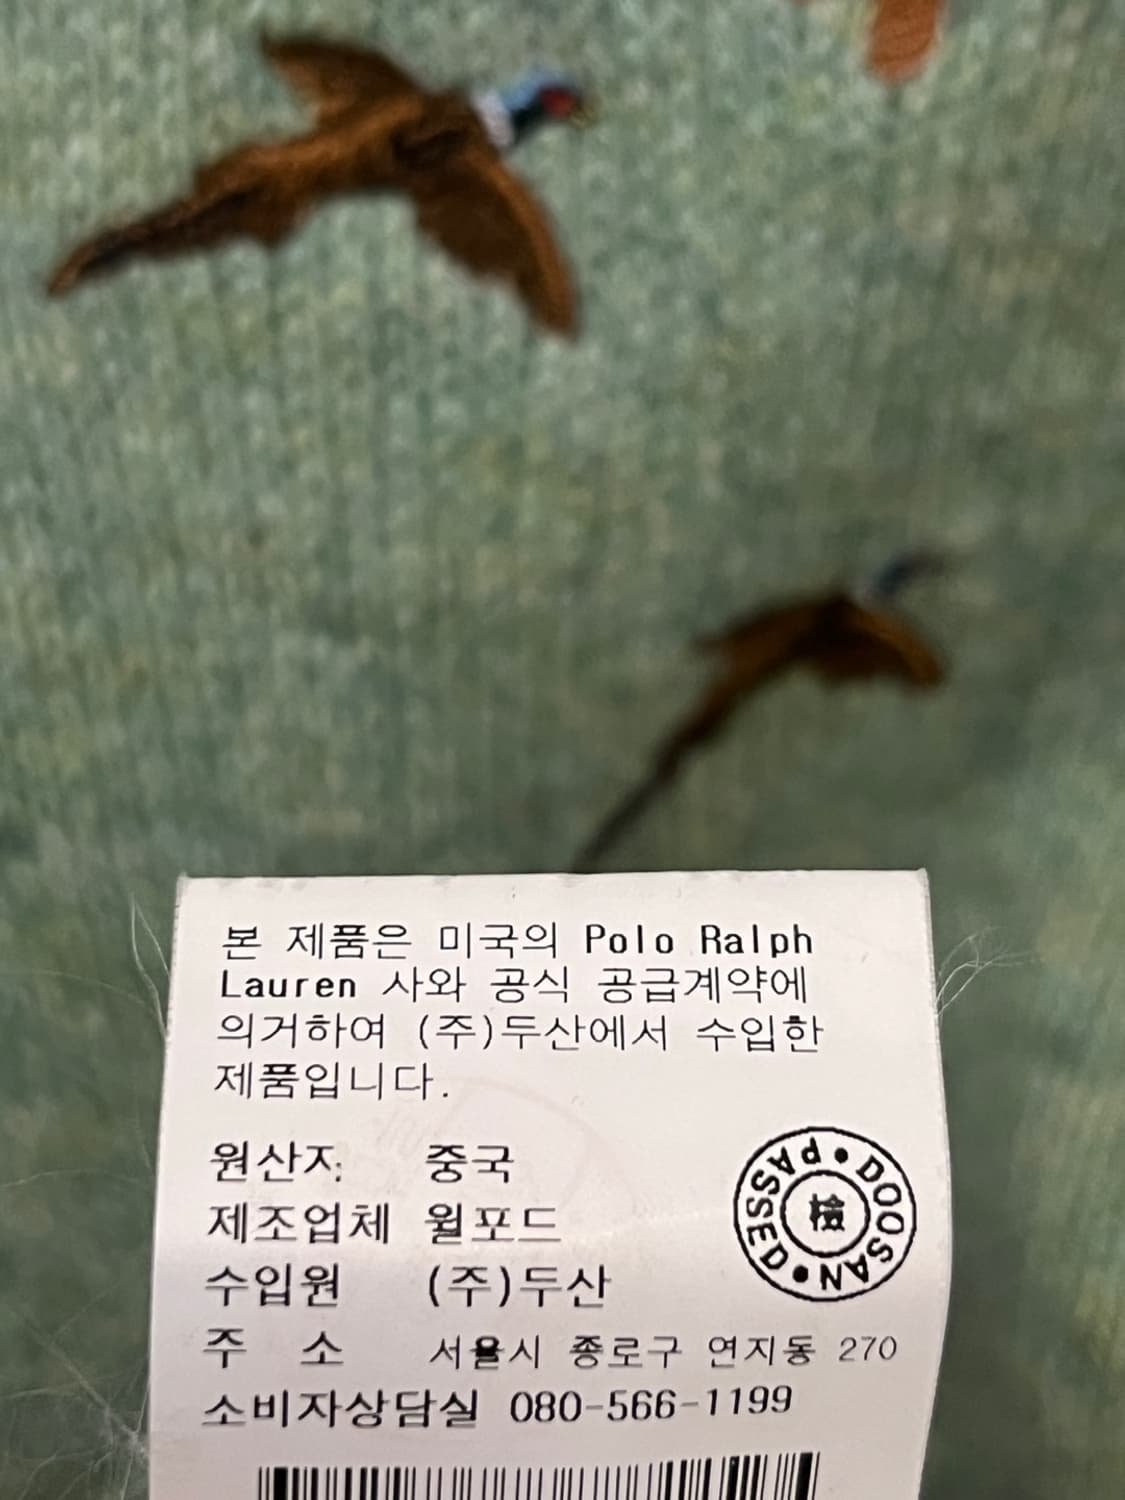 본 제품은 미국의 Polo Ralph
Lauren 사와 공식 공급계약에
의거하여 (주)두산에서 수입한
제품입니다.
원산지 중국
제조업체 월포드
수입원 (주)두산
주 소 서울시 종로구 연지동 270
소비자상담실 080-566-1199
DOOSAN • PASSED •
檢